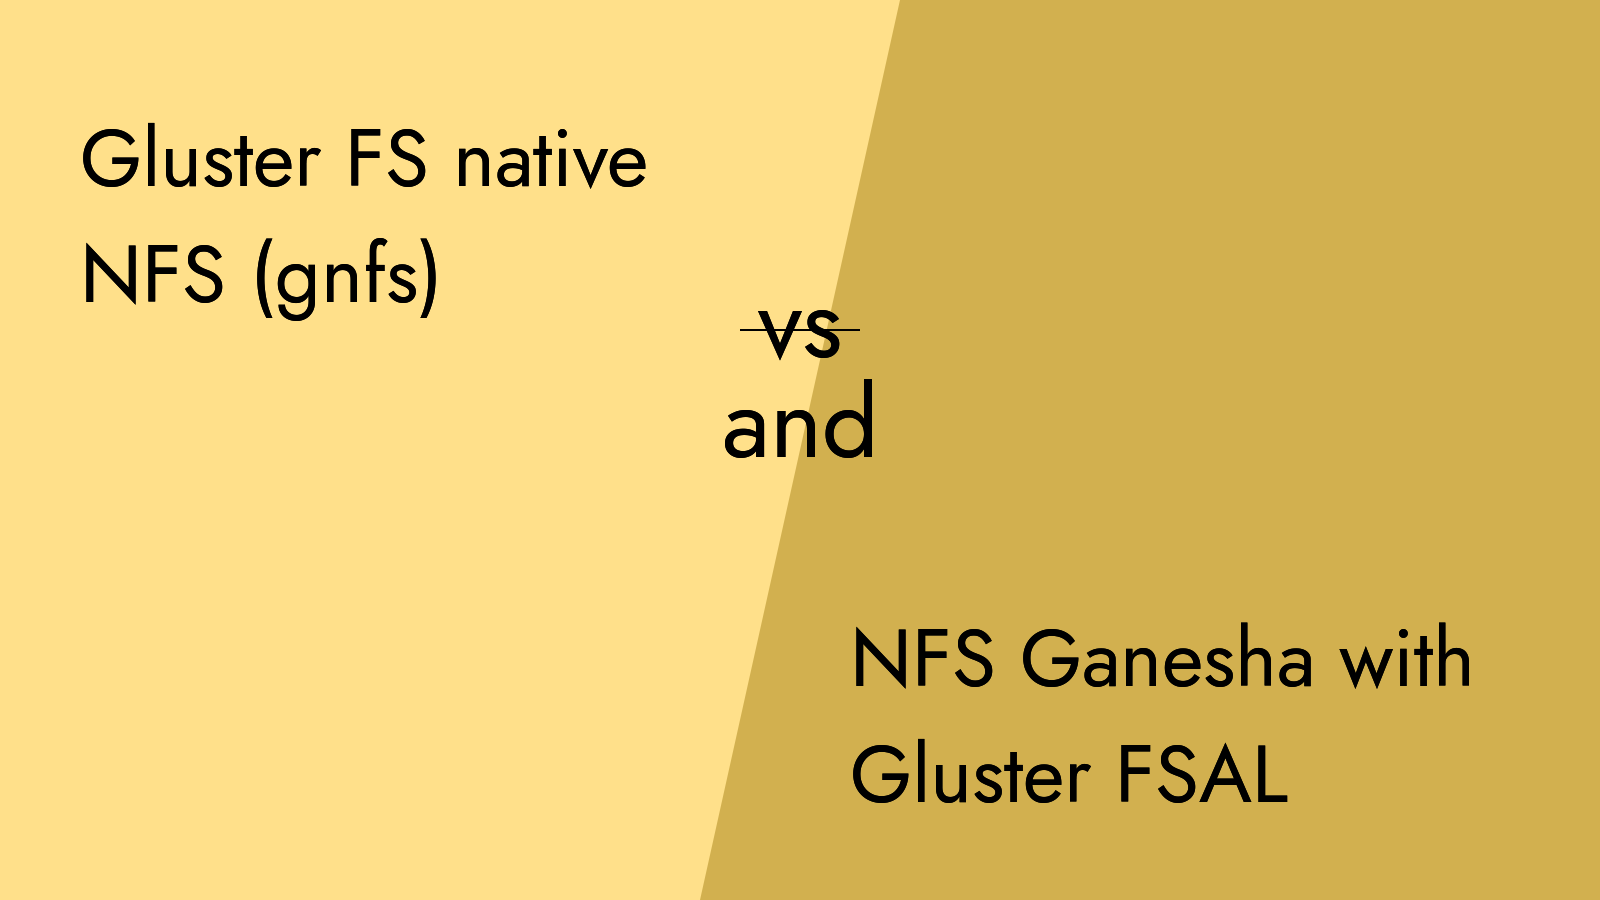 Gluster FS native
NFS (gnfs)
vs
and
NFS Ganesha with
Gluster FSAL